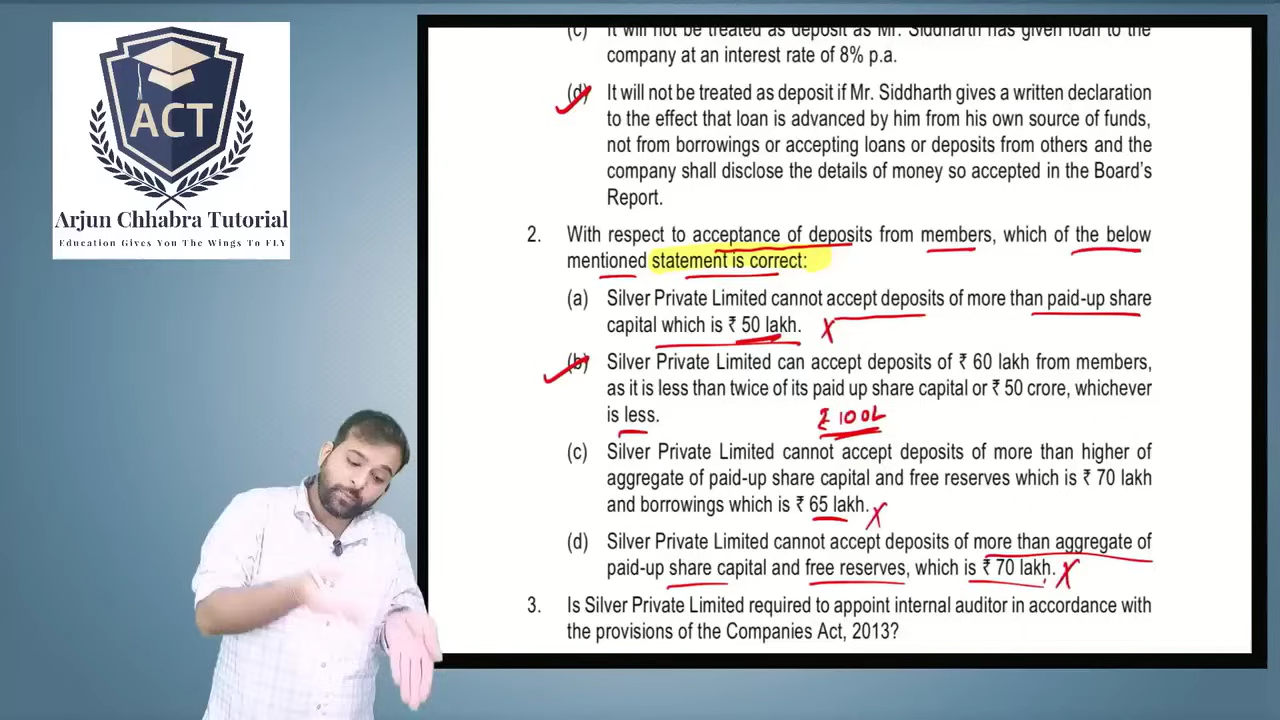 ACT
Arjun Chhabra Tutorial
Education Gives You The Wings To FLY
(c) It will not be treated as deposit as Mr. Siddharth has given loan to the
company at an interest rate of 8% p.a.
(d) It will not be treated as deposit if Mr. Siddharth gives a written declaration
to the effect that loan is advanced by him from his own source of funds,
not from borrowings or accepting loans or deposits from others and the
company shall disclose the details of money so accepted in the Board's
Report.
2. With respect to acceptance of deposits from members, which of the below
mentioned statement is correct:
(a) Silver Private Limited cannot accept deposits of more than paid-up share
capital which is ₹ 50 lakh. X
(b) Silver Private Limited can accept deposits of ₹ 60 lakh from members,
as it is less than twice of its paid up share capital or ₹ 50 crore, whichever
is less. ₹ 100L
(c) Silver Private Limited cannot accept deposits of more than higher of
aggregate of paid-up share capital and free reserves which is ₹ 70 lakh
and borrowings which is ₹ 65 lakh. X
(d) Silver Private Limited cannot accept deposits of more than aggregate of
paid-up share capital and free reserves, which is ₹ 70 lakh. X
3. Is Silver Private Limited required to appoint internal auditor in accordance with
the provisions of the Companies Act, 2013?